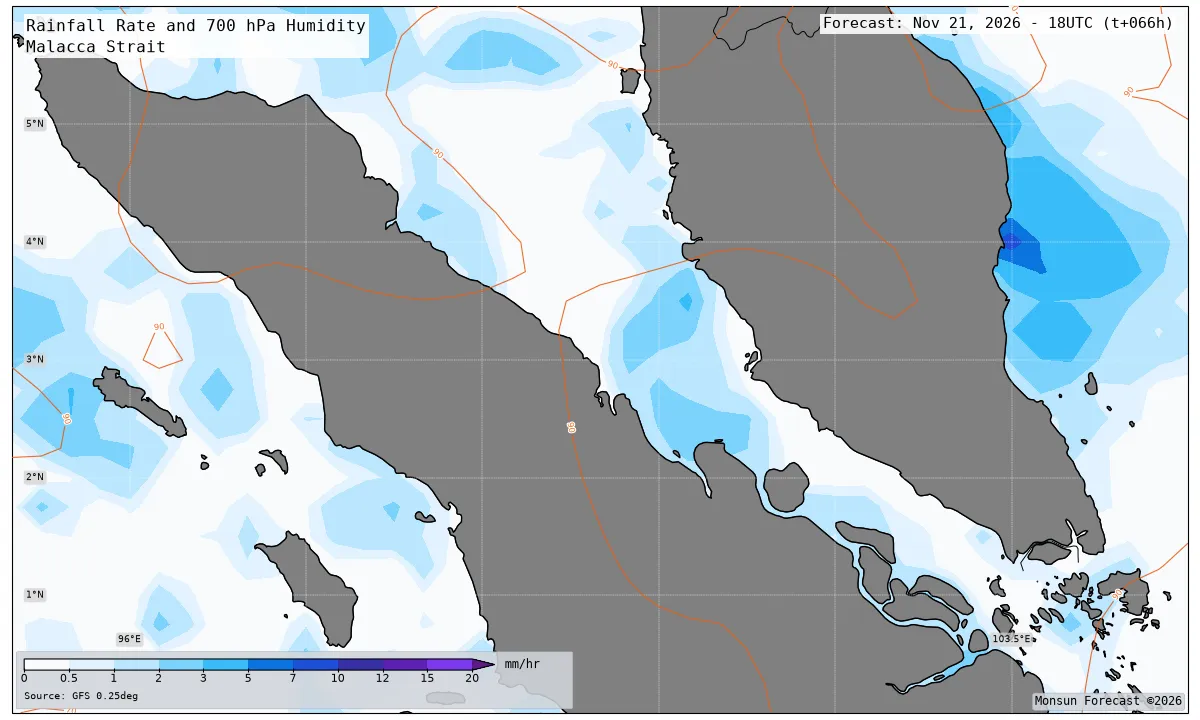 Rainfall Rate and 700 hPa Humidity
Malacca Strait
Forecast: Nov 21, 2026 - 18UTC (t+066h)
90
90
90
5°N
4°N
90
3°N
90
90
2°N
1°N
90
96°E
103.5°E
mm/hr
0 0.5 1 2 3 5 7 10 12 15 20
Source: GFS 0.25deg
Monsun Forecast ©2026